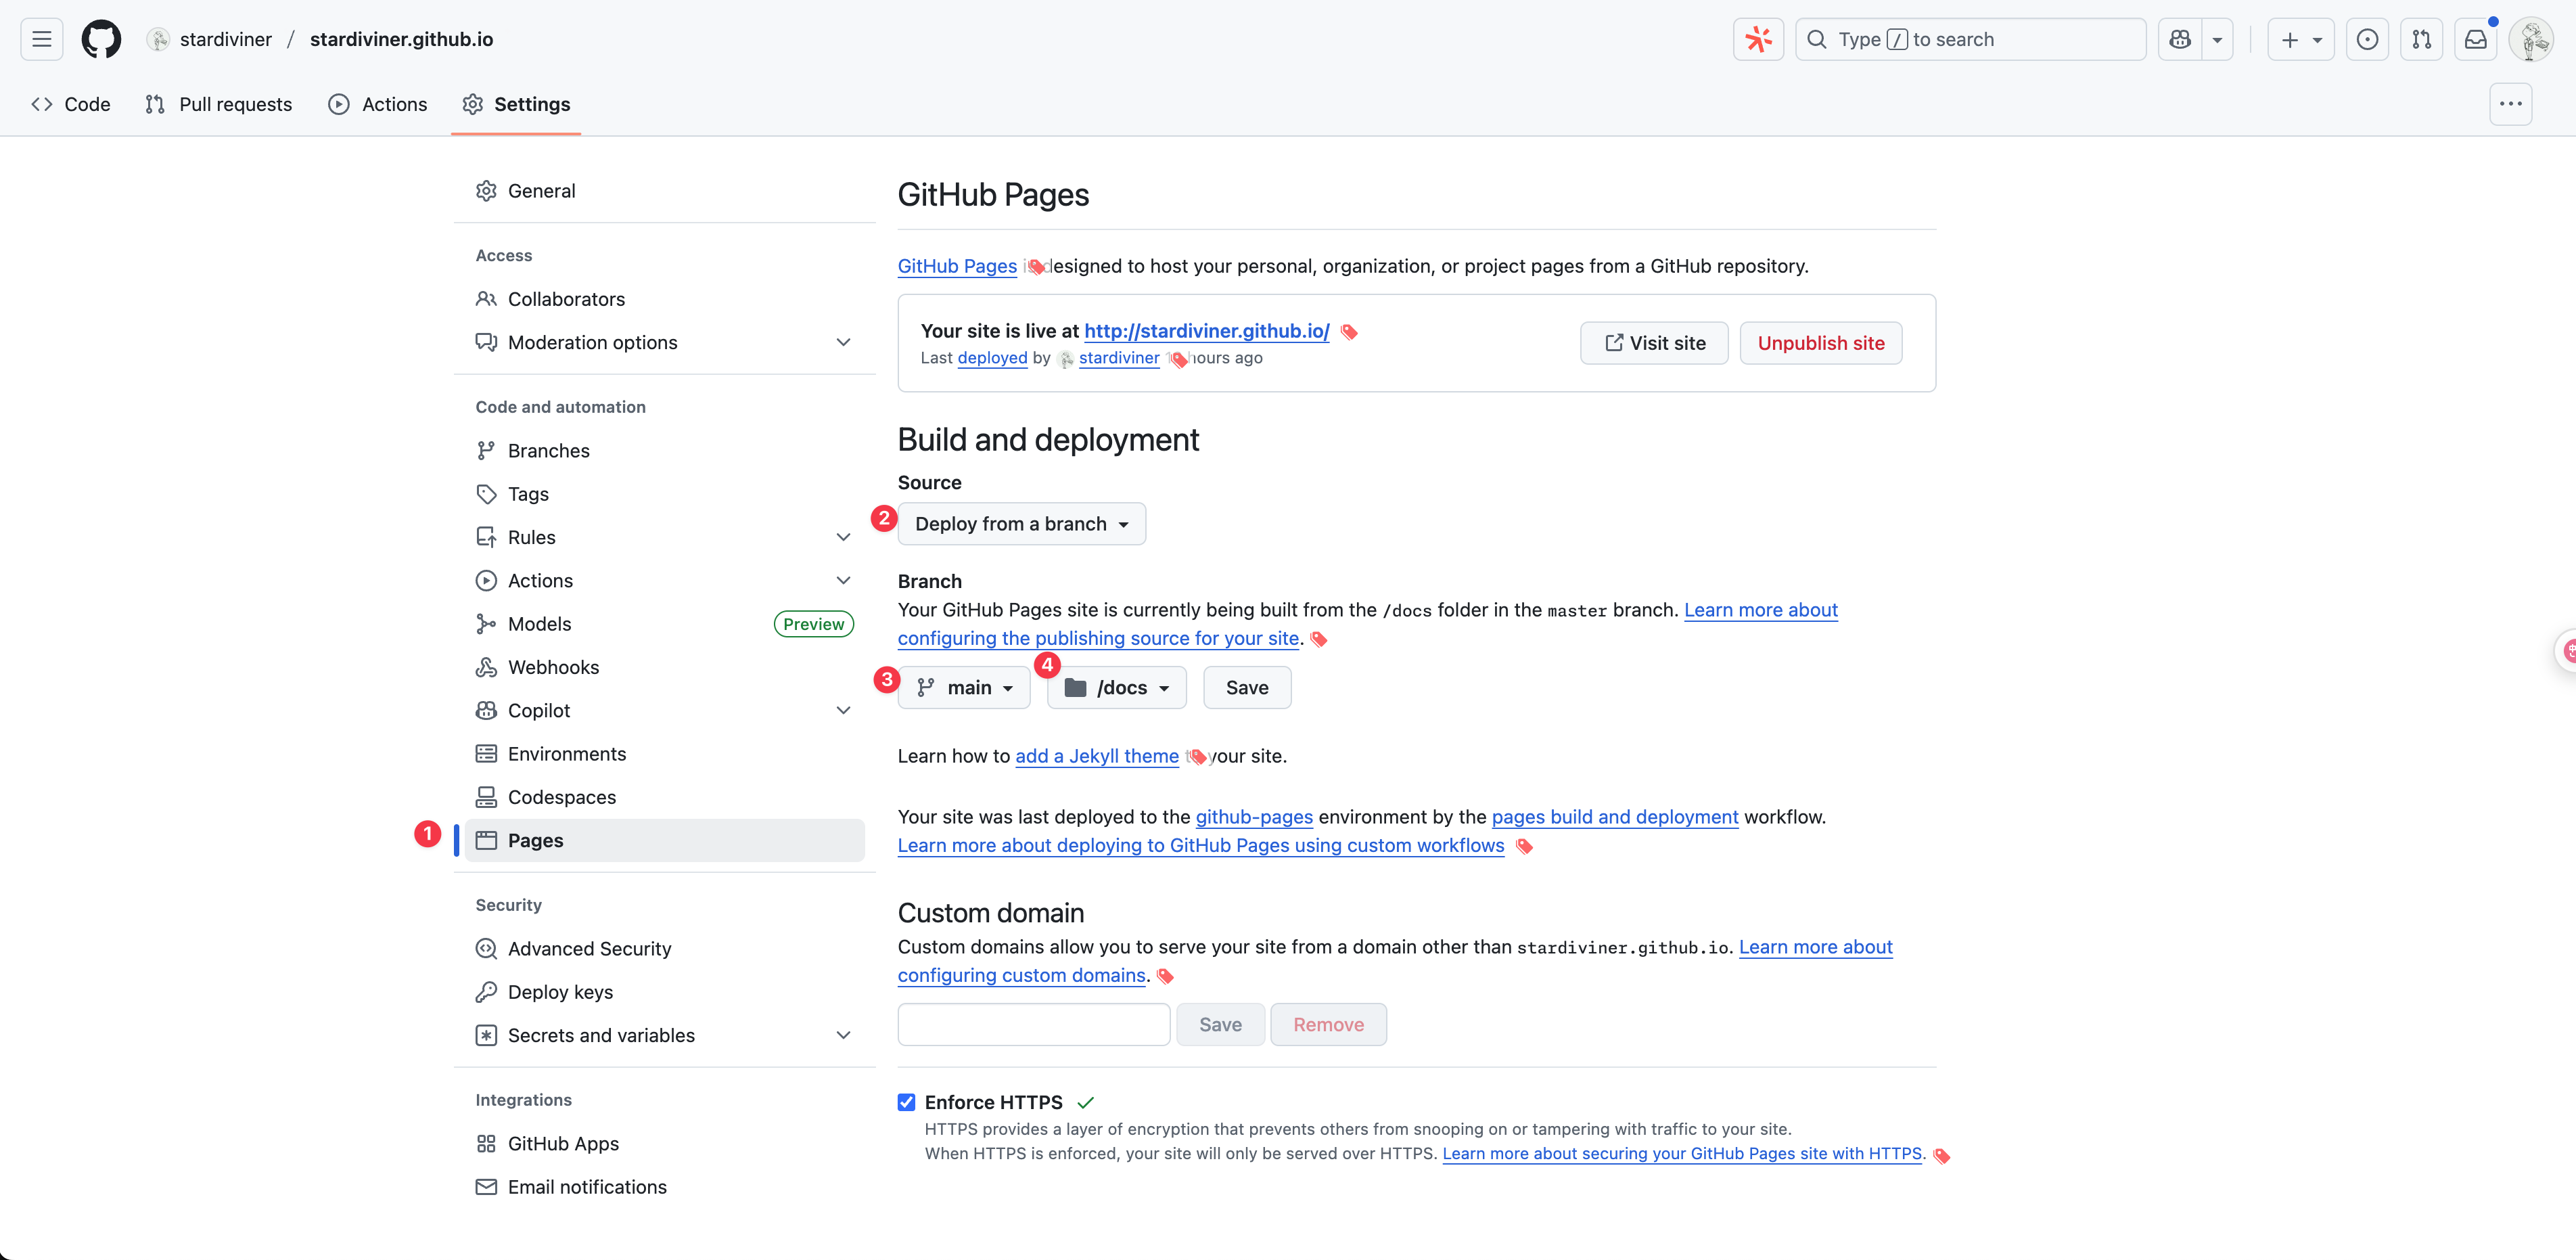 stardiviner / stardiviner.github.io
Type / to search
Code
Pull requests
Actions
Settings
General
Access
Collaborators
Moderation options
Code and automation
Branches
Tags
Rules
Actions
Models
Preview
Webhooks
Copilot
Environments
Codespaces
1
Pages
Security
Advanced Security
Deploy keys
Secrets and variables
Integrations
GitHub Apps
Email notifications
GitHub Pages
GitHub Pages designed to host your personal, organization, or project pages from a GitHub repository.
Your site is live at http://stardiviner.github.io/
Last deployed by stardiviner hours ago
Visit site
Unpublish site
Build and deployment
Source
2
Deploy from a branch
Branch
Your GitHub Pages site is currently being built from the /docs folder in the master branch. Learn more about
configuring the publishing source for your site.
3
main
4
/docs
Save
Learn how to add a Jekyll theme your site.
Your site was last deployed to the github-pages environment by the pages build and deployment workflow.
Learn more about deploying to GitHub Pages using custom workflows
Custom domain
Custom domains allow you to serve your site from a domain other than stardiviner.github.io. Learn more about
configuring custom domains.
Save
Remove
Enforce HTTPS
HTTPS provides a layer of encryption that prevents others from snooping on or tampering with traffic to your site.
When HTTPS is enforced, your site will only be served over HTTPS. Learn more about securing your GitHub Pages site with HTTPS.